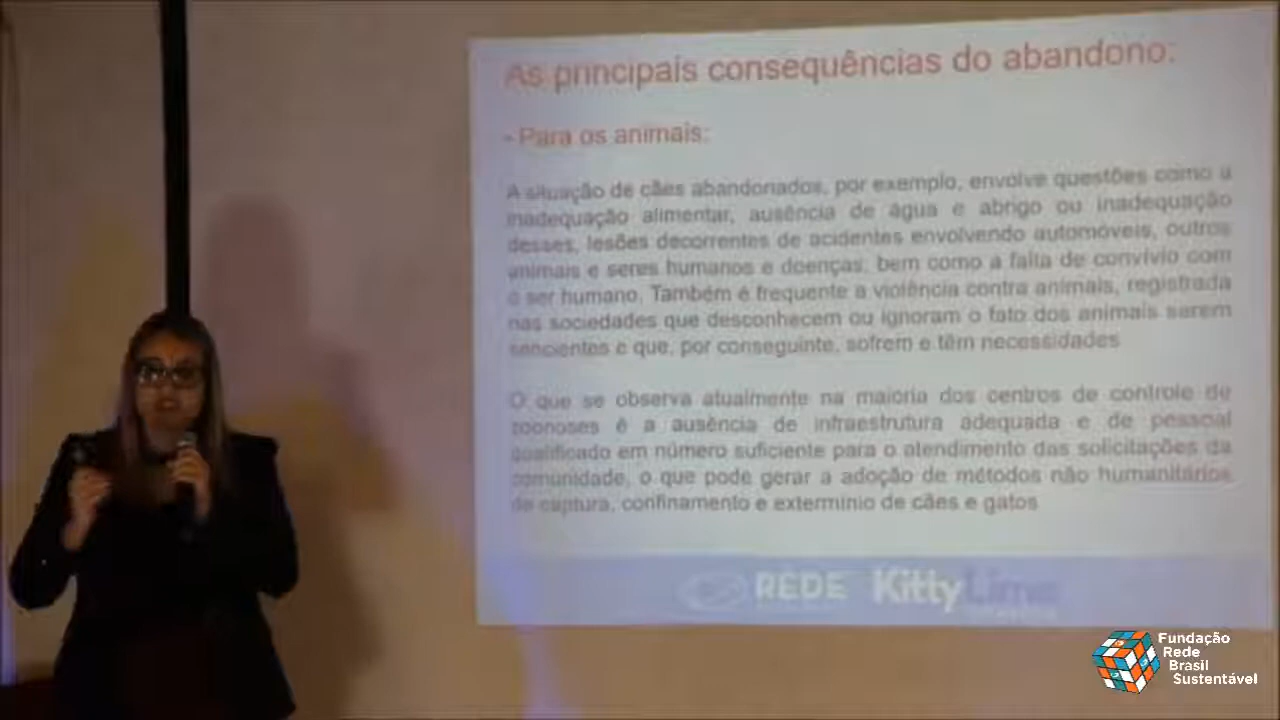 As principais consequências do abandono:
- Para os animais:
A situação de cães abandonados, por exemplo, envolve questões como a
inadequação alimentar, ausência de água e abrigo ou inadequação
desses, lesões decorrentes de acidentes envolvendo automóveis, outros
animais e seres humanos e doenças, bem como a falta de convívio com
o ser humano. Também é frequente a violência contra animais, registrada
nas sociedades que desconhecem ou ignoram o fato dos animais serem
sencientes e que, por conseguinte, sofrem e têm necessidades
O que se observa atualmente na maioria dos centros de controle de
zoonoses é a ausência de infraestrutura adequada e de pessoal
qualificado em número suficiente para o atendimento das solicitações da
comunidade, o que pode gerar a adoção de métodos não humanitários
de captura, confinamento e extermínio de cães e gatos
REDE Kitty Lima
Fundação
Rede
Brasil
Sustentável